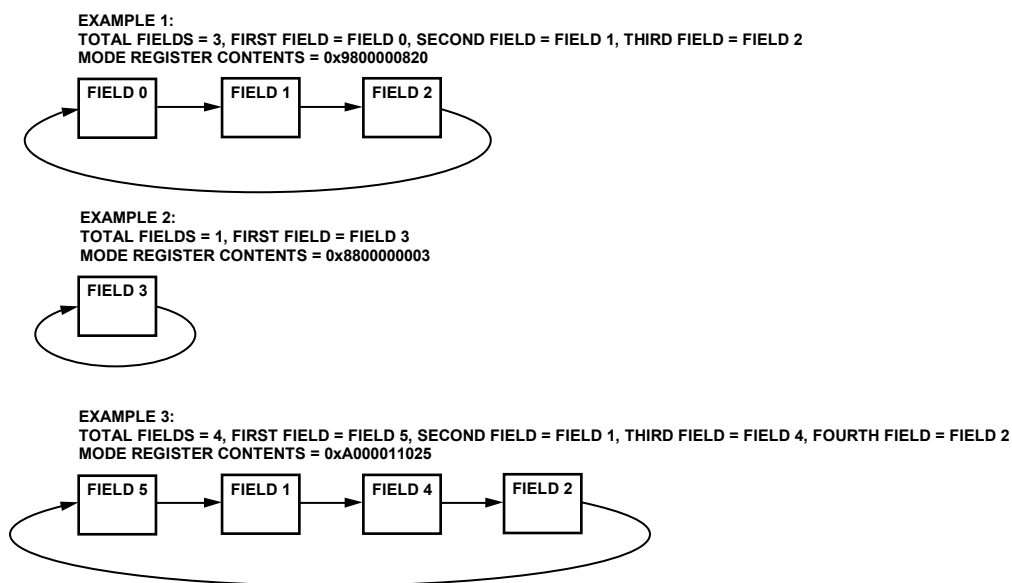 EXAMPLE 1:
TOTAL FIELDS = 3, FIRST FIELD = FIELD 0, SECOND FIELD = FIELD 1, THIRD FIELD = FIELD 2
MODE REGISTER CONTENTS = 0x9800000820
FIELD 0
FIELD 1
FIELD 2
EXAMPLE 2:
TOTAL FIELDS = 1, FIRST FIELD = FIELD 3
MODE REGISTER CONTENTS = 0x8800000003
FIELD 3
EXAMPLE 3:
TOTAL FIELDS = 4, FIRST FIELD = FIELD 5, SECOND FIELD = FIELD 1, THIRD FIELD = FIELD 4, FOURTH FIELD = FIELD 2
MODE REGISTER CONTENTS = 0xA000011025
FIELD 5
FIELD 1
FIELD 4
FIELD 2